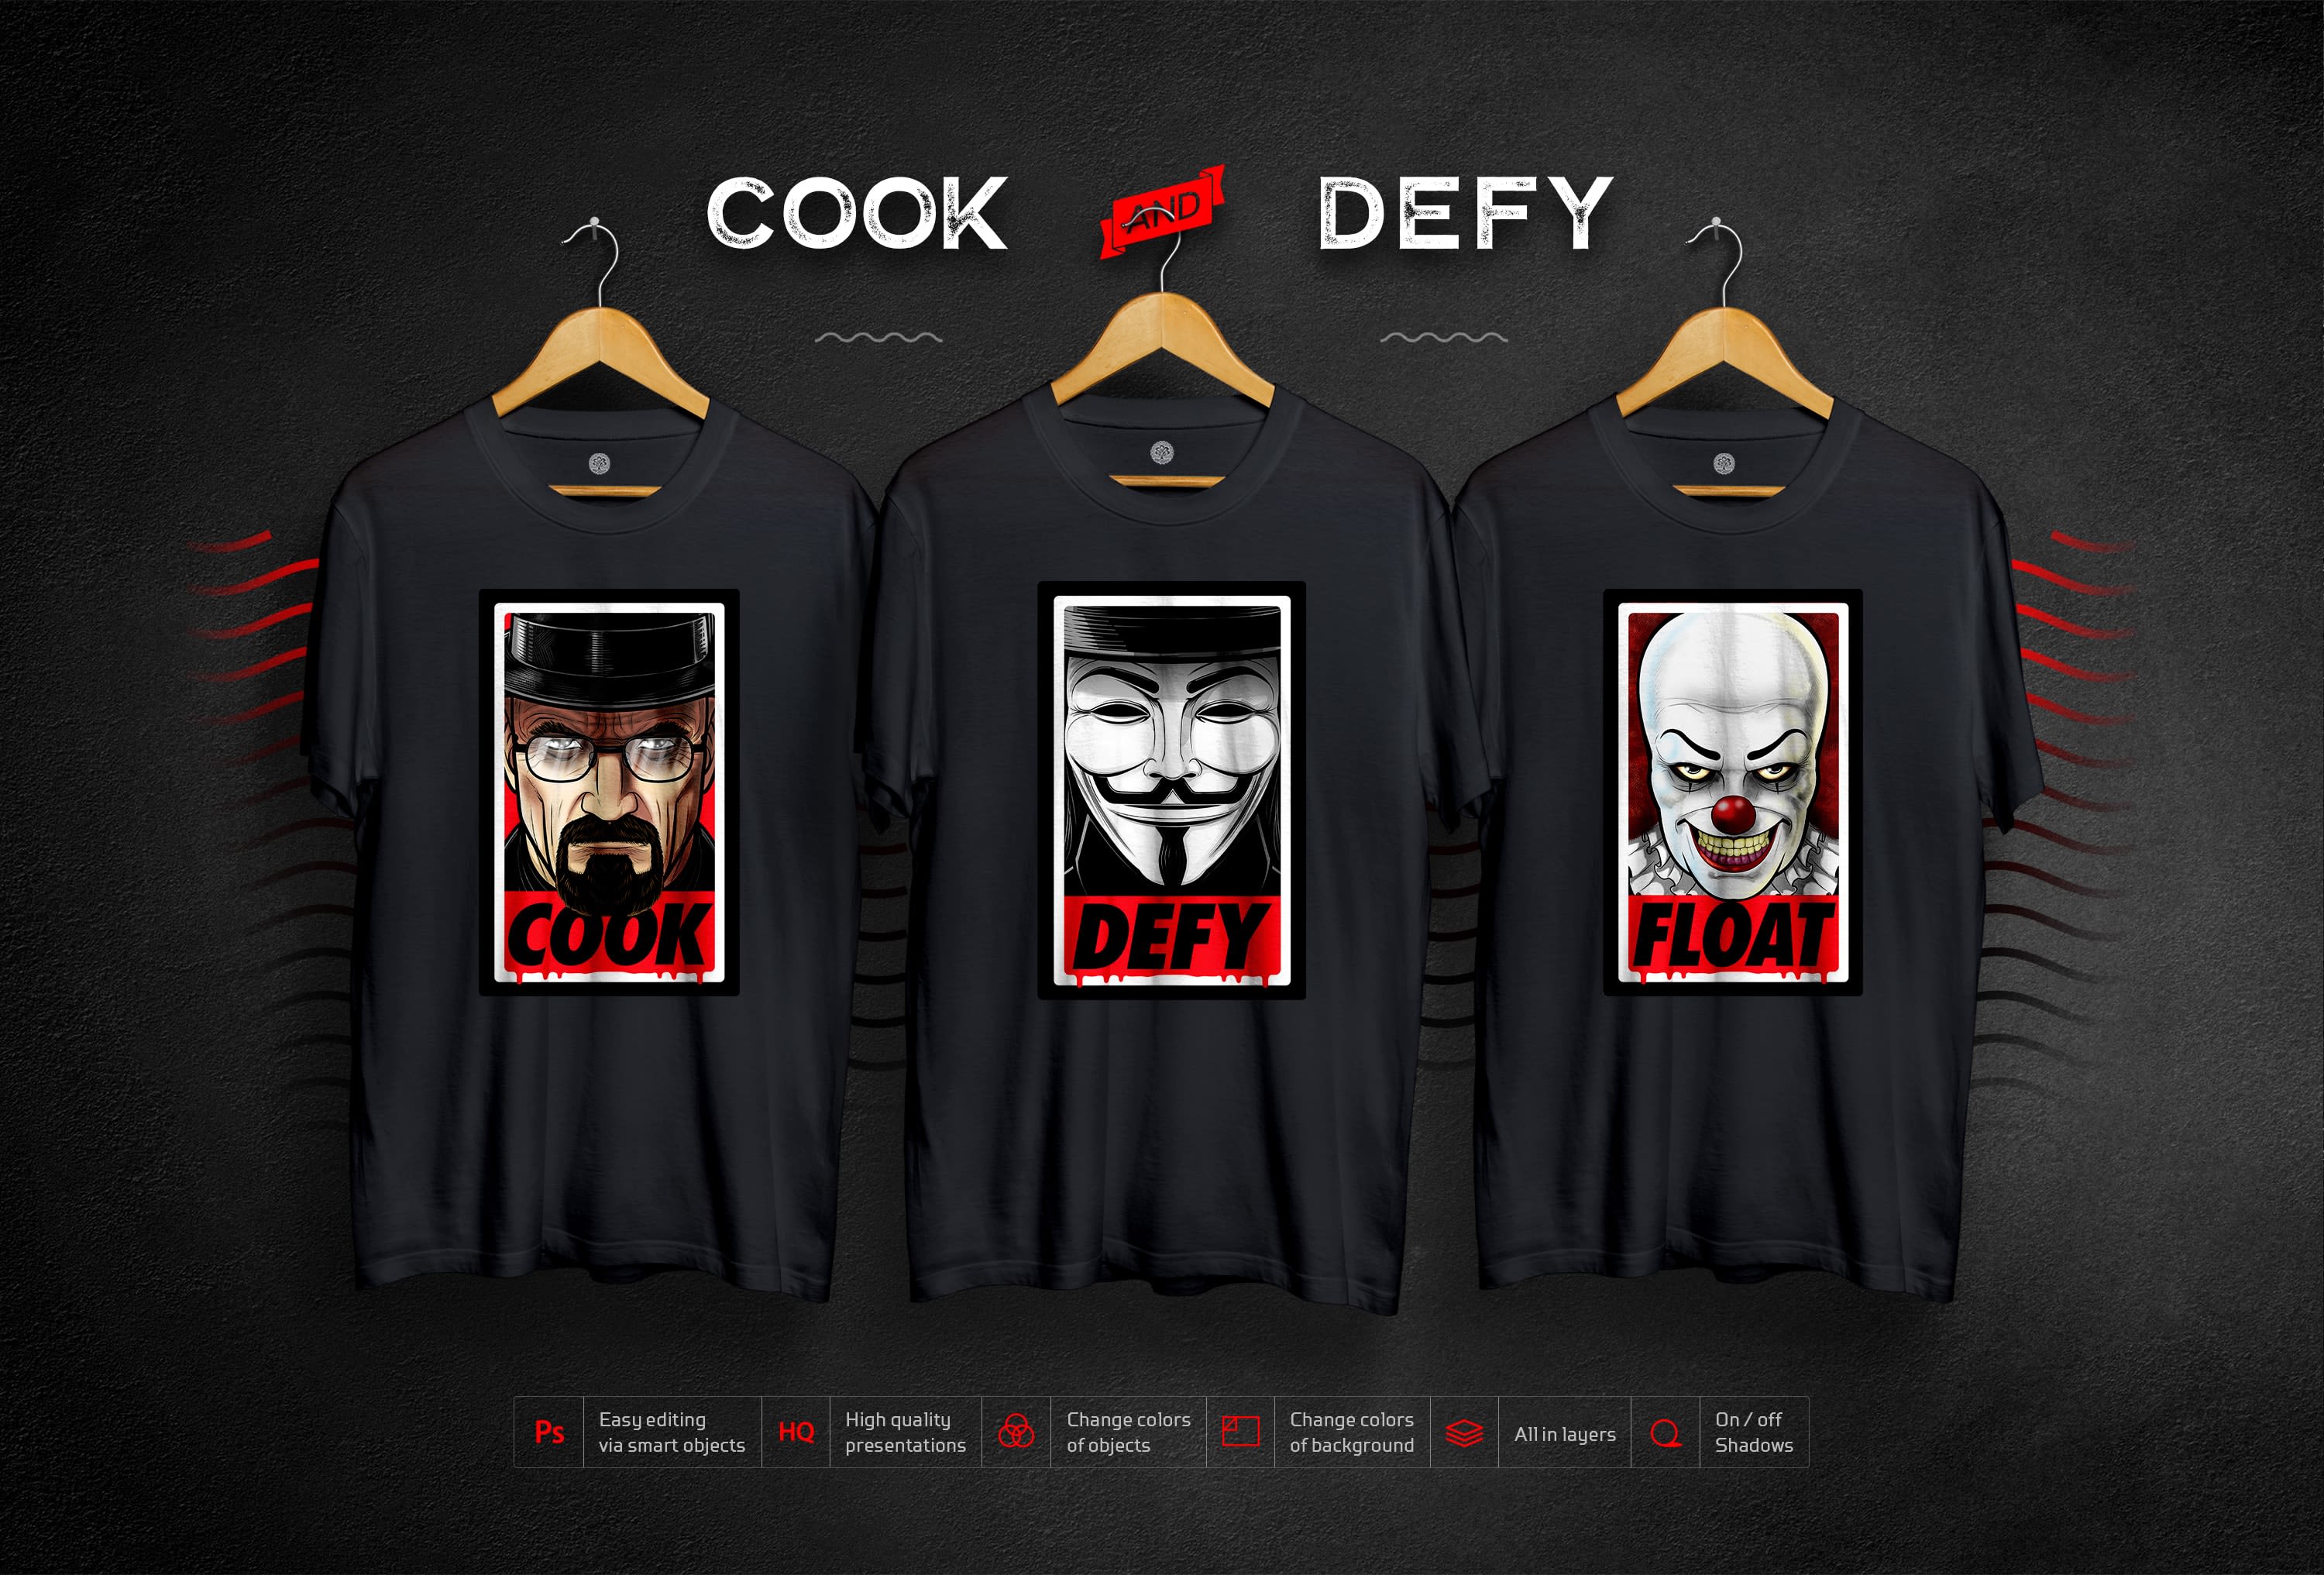 COOK AND DEFY
COOK
DEFY
FLOAT
Ps
Easy editing
via smart objects
HQ
High quality
presentations
Change colors
of objects
Change colors
of background
All in layers
On / off
Shadows